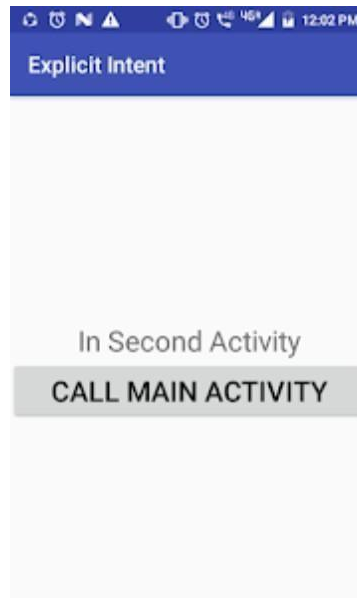 12:02 PM
Explicit Intent
In Second Activity
CALL MAIN ACTIVITY